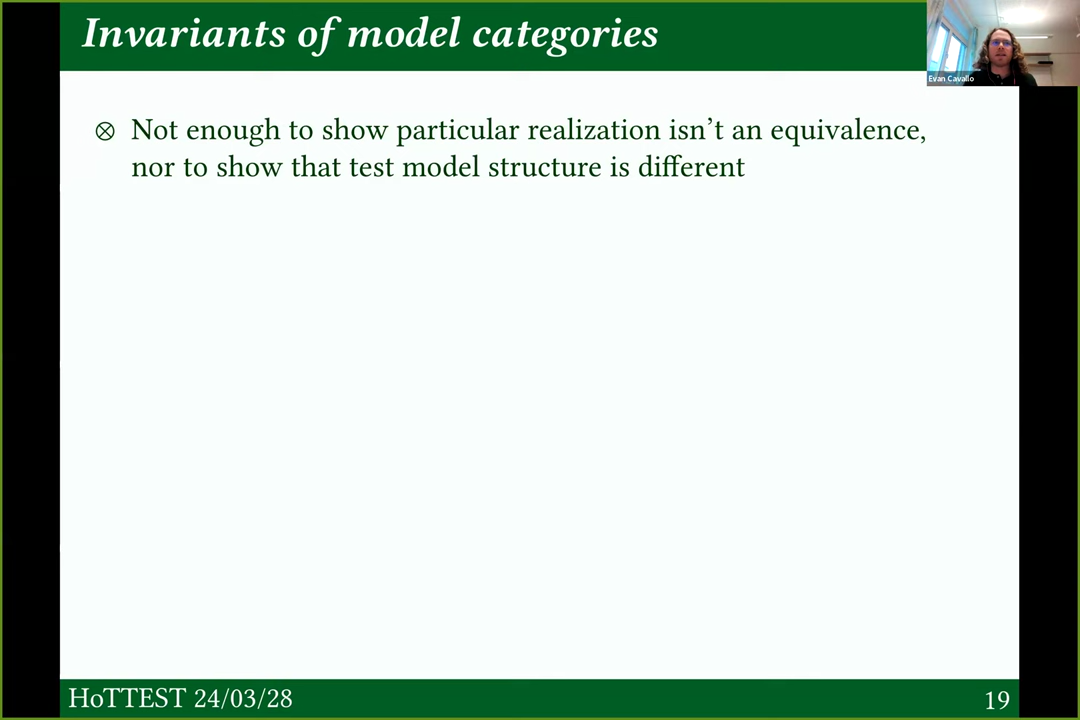 Invariants of model categories
Evan Cavallo
⊗ Not enough to show particular realization isn’t an equivalence,
nor to show that test model structure is different
HoTTEST 24/03/28
19